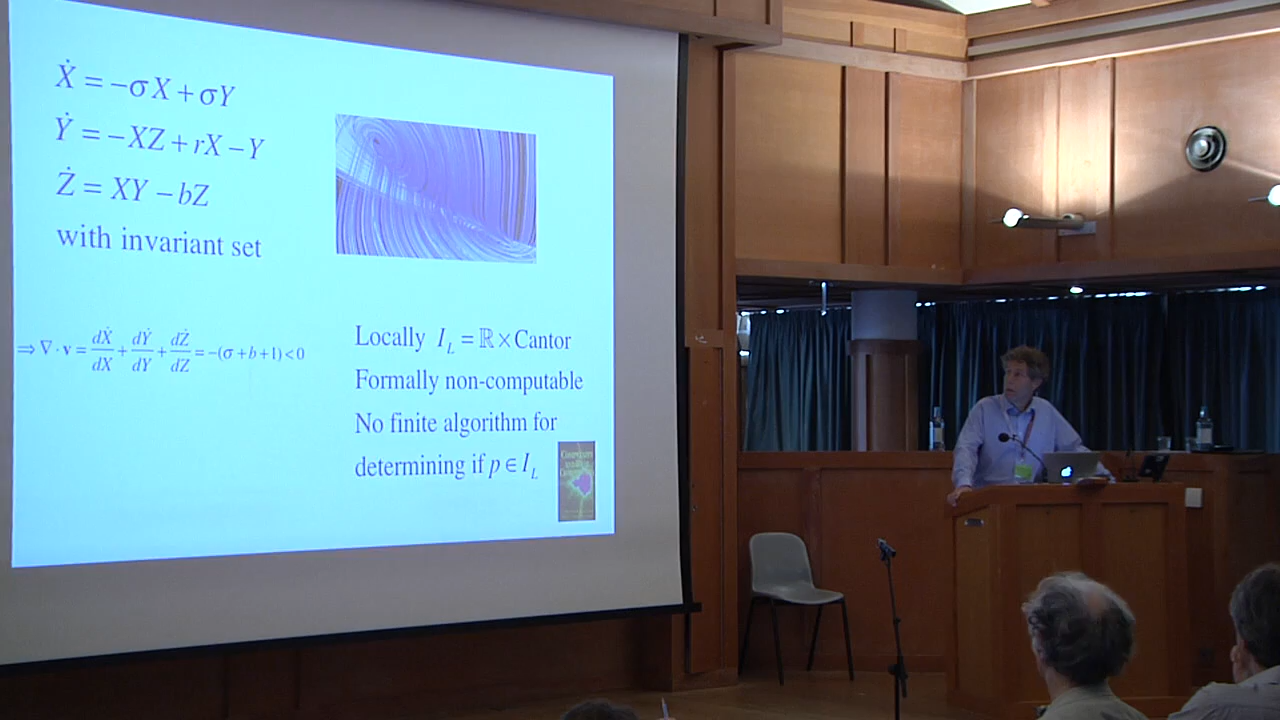 Ẋ = −σX + σY
Ẏ = −XZ + rX − Y
Ż = XY − bZ
with invariant set
⇒ ∇·v = dẊ/dX + dẎ/dY + dŻ/dZ = −(σ + b + 1) < 0
Locally I_L = ℝ × Cantor
Formally non-computable
No finite algorithm for
determining if p ∈ I_L